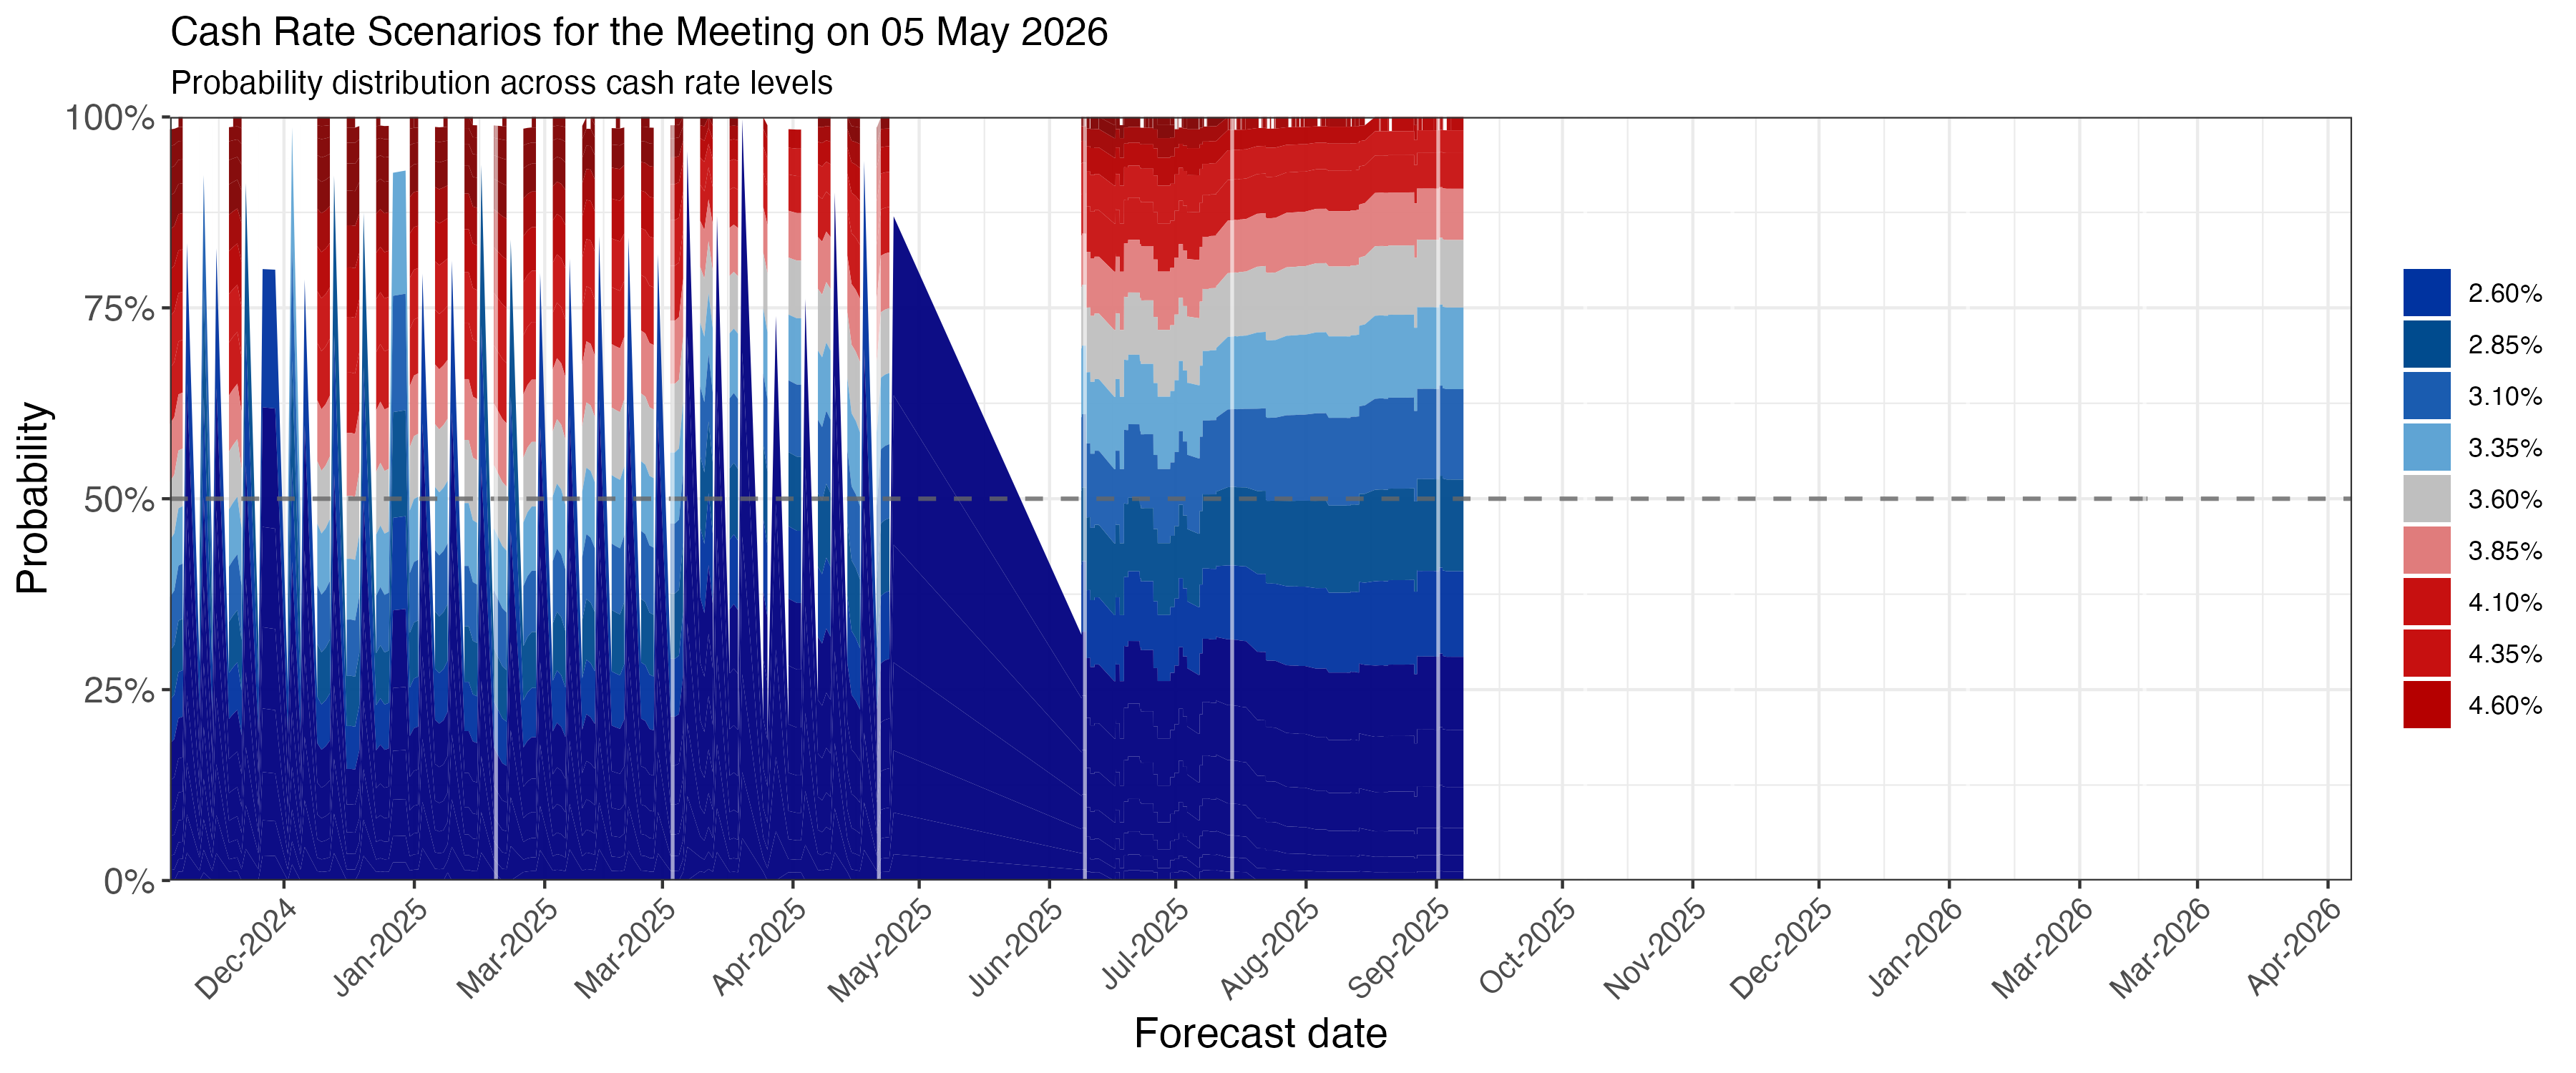 Cash Rate Scenarios for the Meeting on 05 May 2026
Probability distribution across cash rate levels
100%
75%
50%
25%
0%
Probability
Dec-2024
Jan-2025
Mar-2025
Mar-2025
Apr-2025
May-2025
Jun-2025
Jul-2025
Aug-2025
Sep-2025
Oct-2025
Nov-2025
Dec-2025
Jan-2026
Mar-2026
Mar-2026
Apr-2026
Forecast date
2.60%
2.85%
3.10%
3.35%
3.60%
3.85%
4.10%
4.35%
4.60%